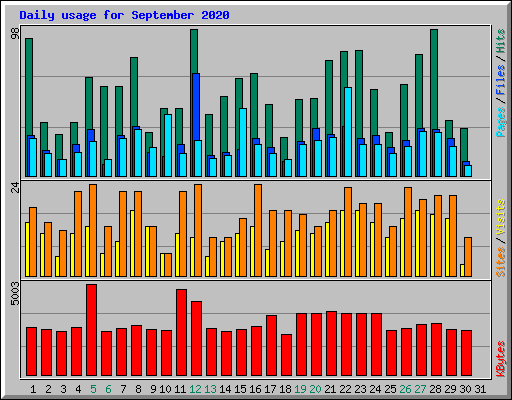 Daily usage for September 2020
98
24
5003
Pages / Files / Hits
Sites / Visits
KBytes
1 2 3 4 5 6 7 8 9 10 11 12 13 14 15 16 17 18 19 20 21 22 23 24 25 26 27 28 29 30 31